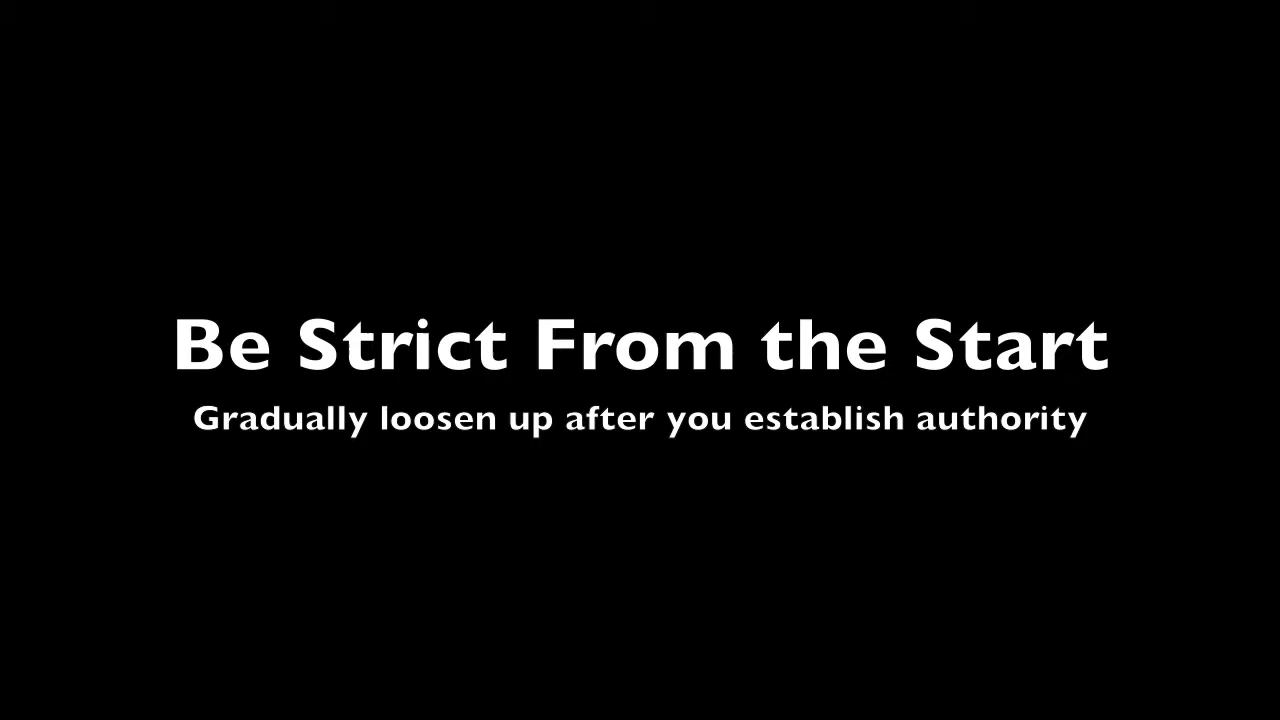 Be Strict From the Start
Gradually loosen up after you establish authority